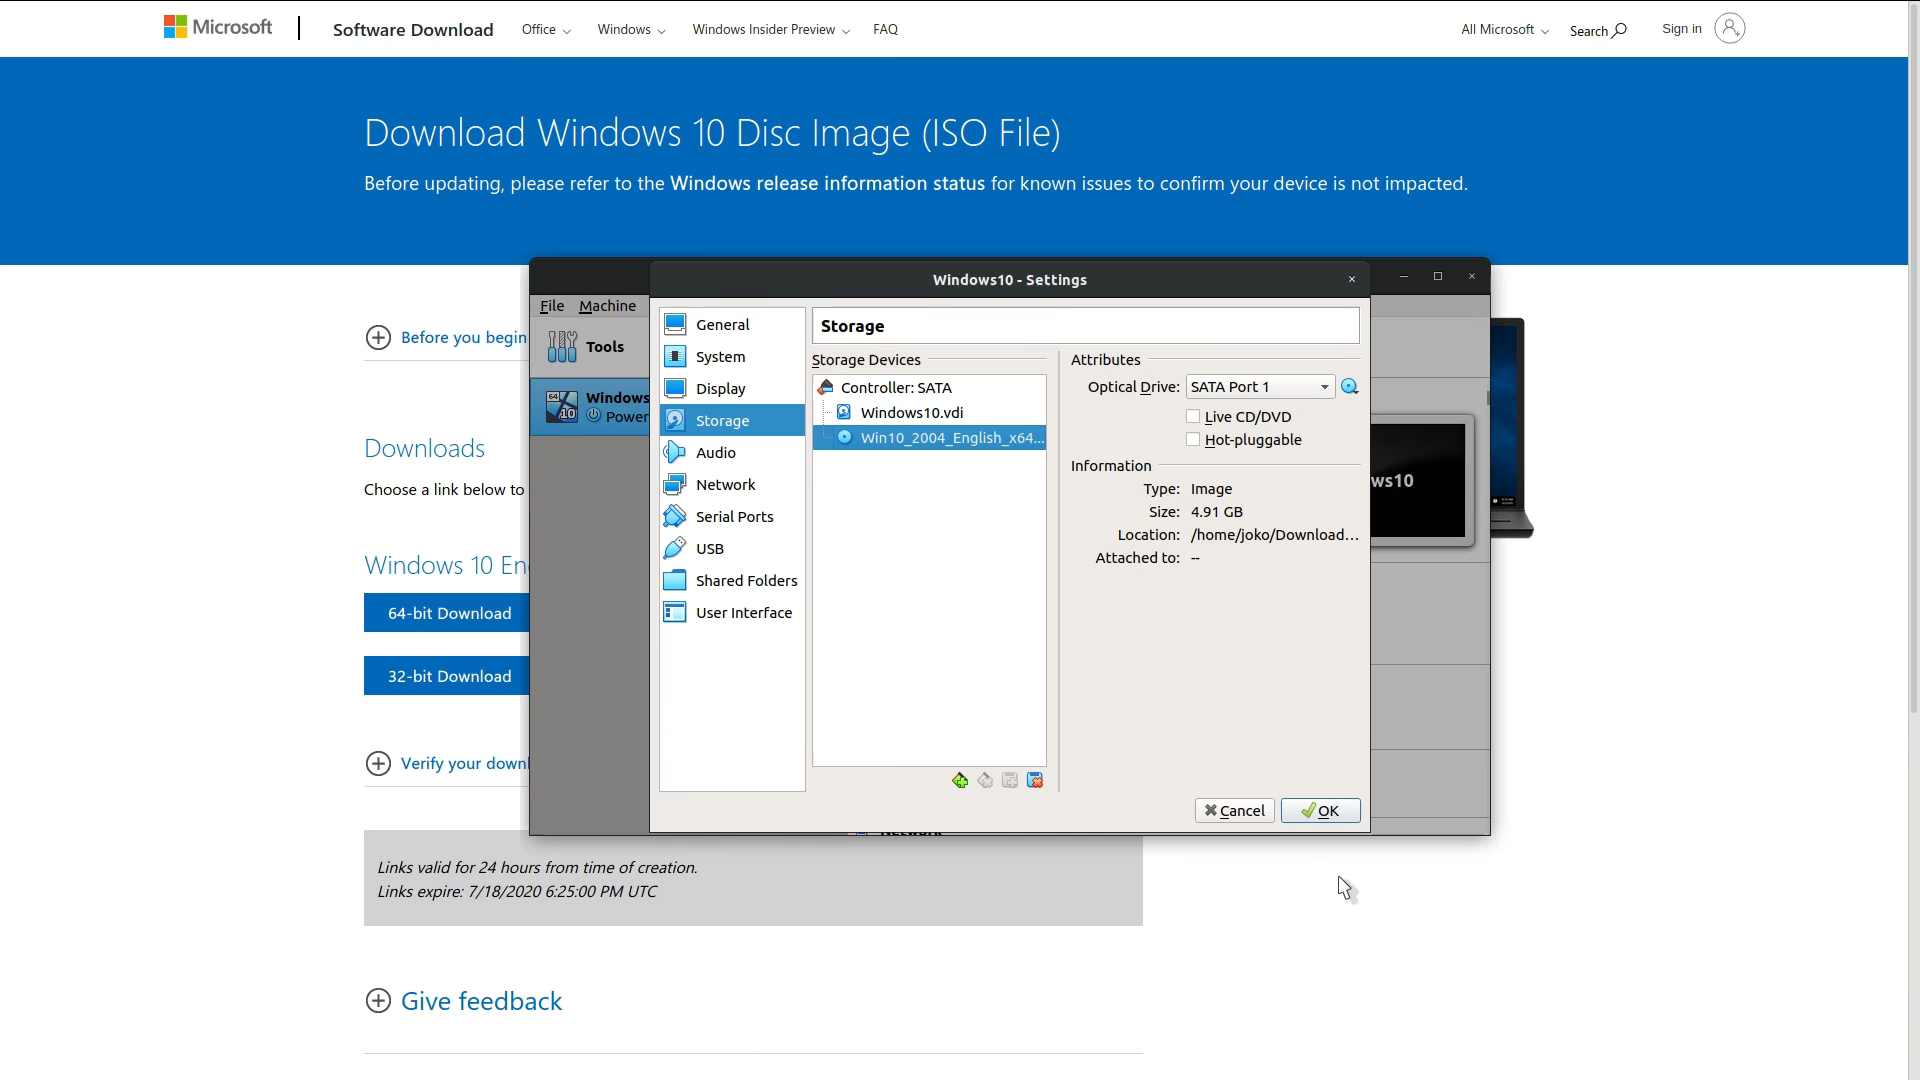 Microsoft
Software Download
Office
Windows
Windows Insider Preview
FAQ
All Microsoft
Search
Sign in
Download Windows 10 Disc Image (ISO File)
Before updating, please refer to the Windows release information status for known issues to confirm your device is not impacted.
Before you begin
Downloads
Choose a link below to
Windows 10 En
64-bit Download
32-bit Download
Verify your downl
Links valid for 24 hours from time of creation.
Links expire: 7/18/2020 6:25:00 PM UTC
Give feedback
File Machine
Tools
64
10
Windows
Power
ws10
Network
Windows10 - Settings
General
System
Display
Storage
Audio
Network
Serial Ports
USB
Shared Folders
User Interface
Storage
Storage Devices
Controller: SATA
Windows10.vdi
Win10_2004_English_x64...
Attributes
Optical Drive: SATA Port 1
Live CD/DVD
Hot-pluggable
Information
Type: Image
Size: 4.91 GB
Location: /home/joko/Download...
Attached to: --
Cancel
OK